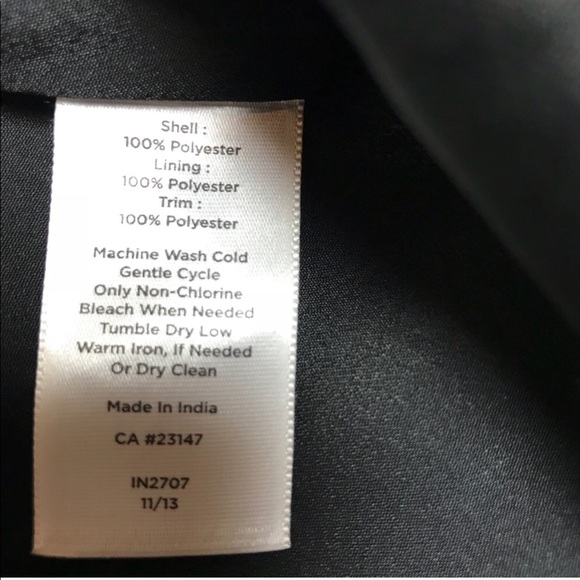 Shell :
100% Polyester
Lining :
100% Polyester
Trim :
100% Polyester
Machine Wash Cold
Gentle Cycle
Only Non-Chlorine
Bleach When Needed
Tumble Dry Low
Warm Iron, If Needed
Or Dry Clean
Made In India
CA #23147
IN2707
11/13